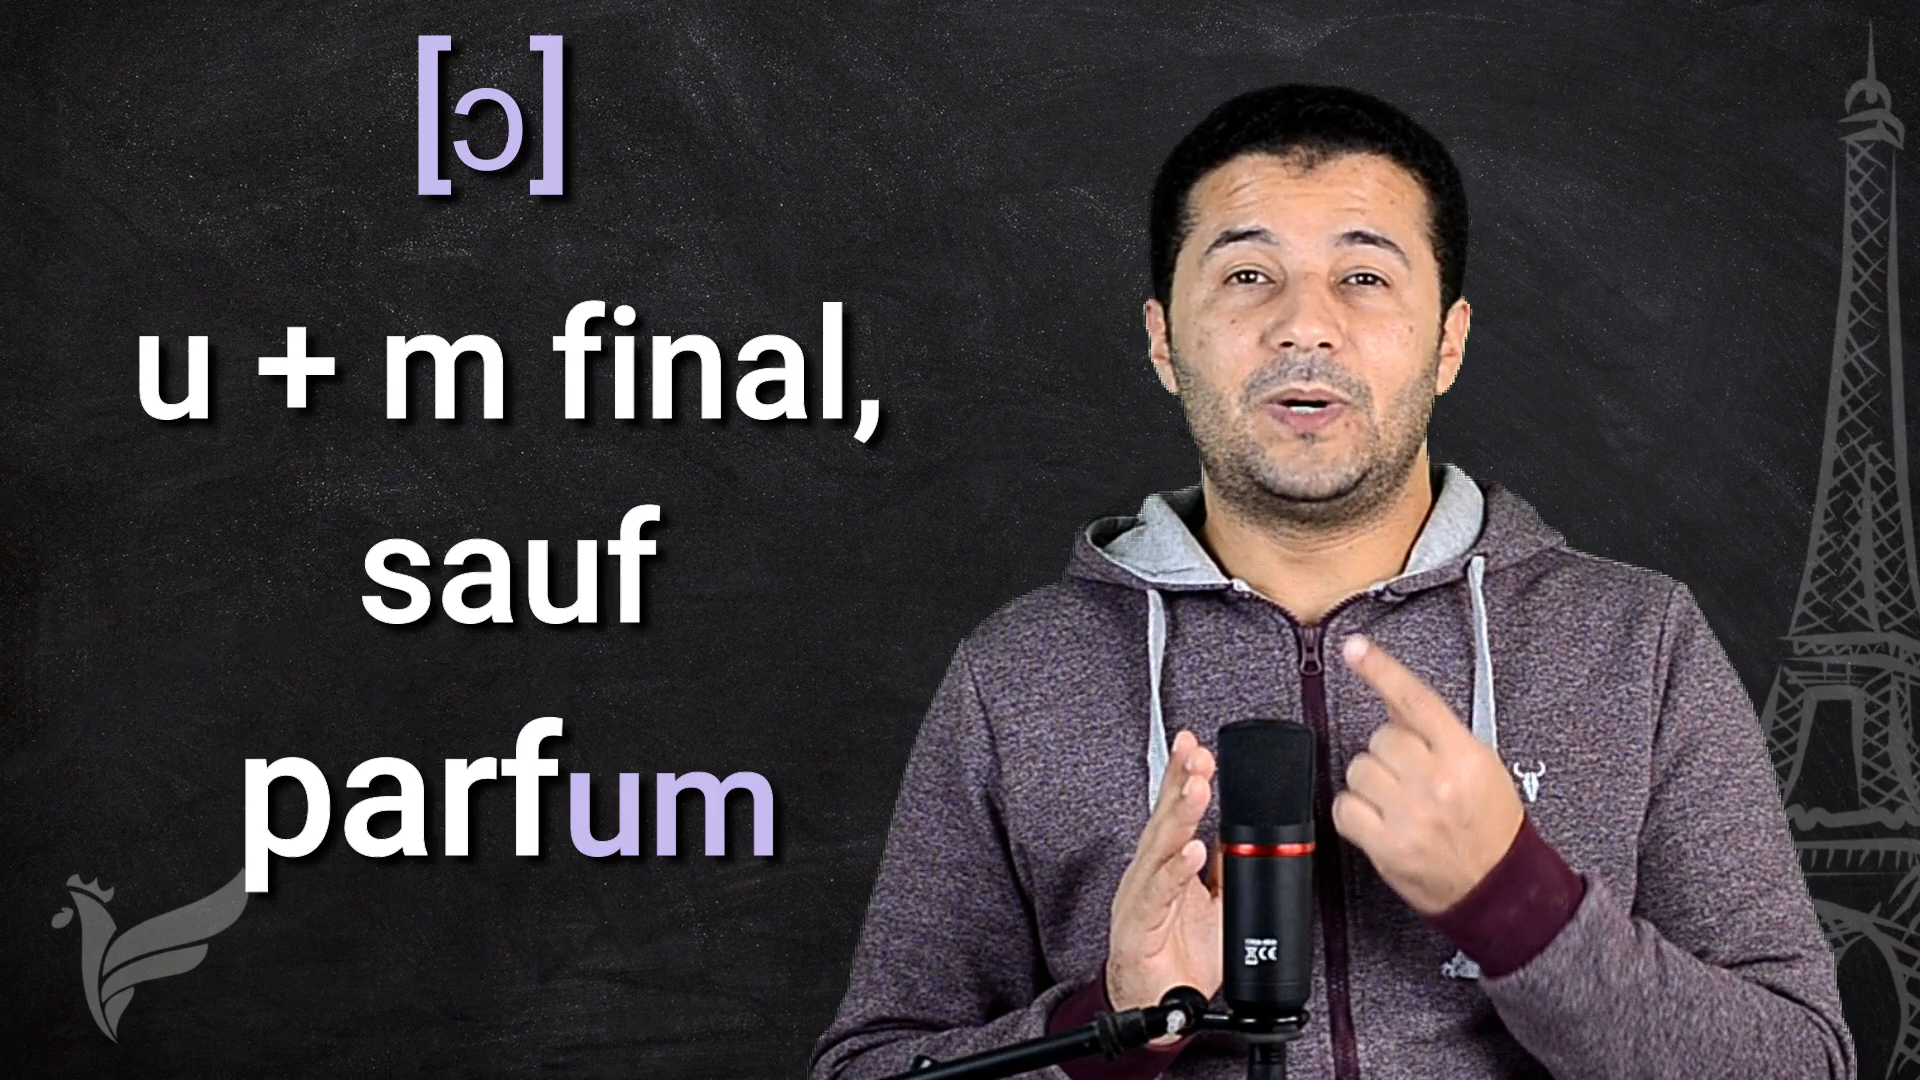 [ɔ]
u + m final,
sauf
parfum